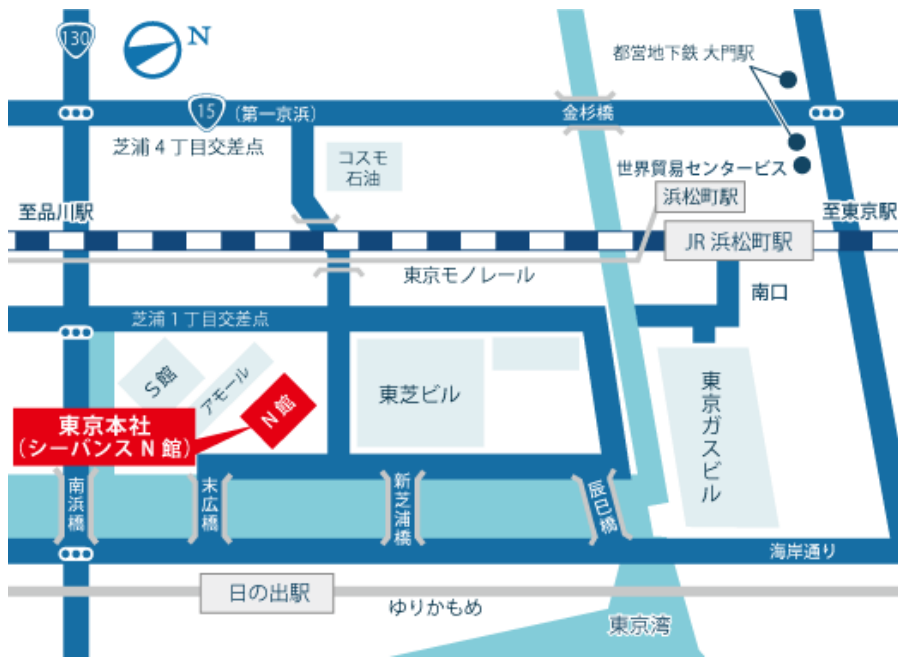 130
N
都営地下鉄 大門駅
15
(第一京浜)
金杉橋
芝浦4丁目交差点
コスモ
石油
世界貿易センタービス
浜松町駅
至品川駅
至東京駅
JR 浜松町駅
東京モノレール
南口
芝浦1丁目交差点
S館
アモール
N館
東芝ビル
東京ガスビル
東京本社
(シーバンス N 館)
南浜橋
末広橋
新芝浦橋
辰巳橋
海岸通り
日の出駅
ゆりかもめ
東京湾